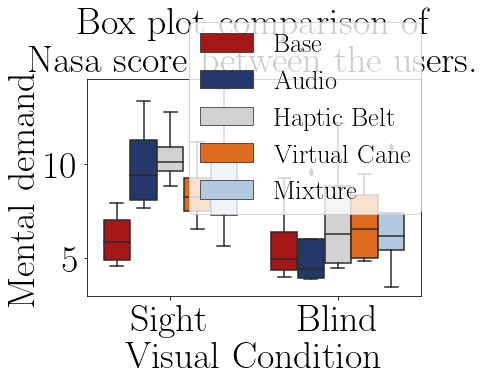 Box plot comparison of
Nasa score between the users.
Base
Audio
Haptic Belt
Virtual Cane
Mixture
Mental demand
10
5
Sight
Blind
Visual Condition